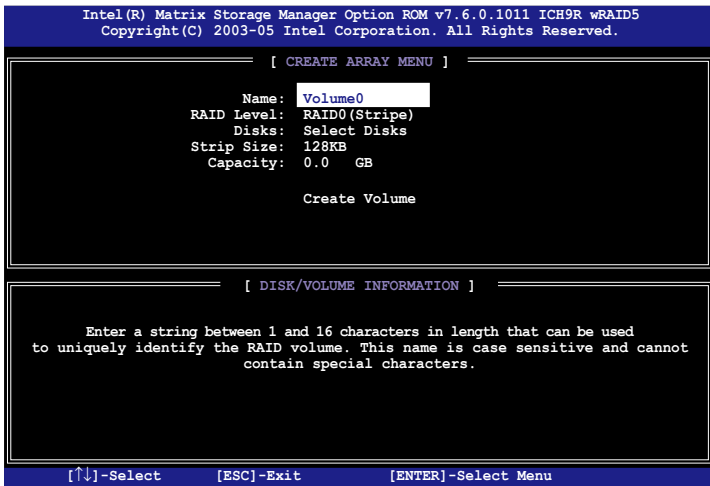 Intel(R) Matrix Storage Manager Option ROM v7.6.0.1011 ICH9R wRAID5
Copyright(C) 2003-05 Intel Corporation. All Rights Reserved.
[ CREATE ARRAY MENU ]
Name: Volume0
RAID Level: RAID0(Stripe)
Disks: Select Disks
Strip Size: 128KB
Capacity: 0.0 GB
Create Volume
[ DISK/VOLUME INFORMATION ]
Enter a string between 1 and 16 characters in length that can be used
to uniquely identify the RAID volume. This name is case sensitive and cannot
contain special characters.
[↑↓]-Select [ESC]-Exit [ENTER]-Select Menu